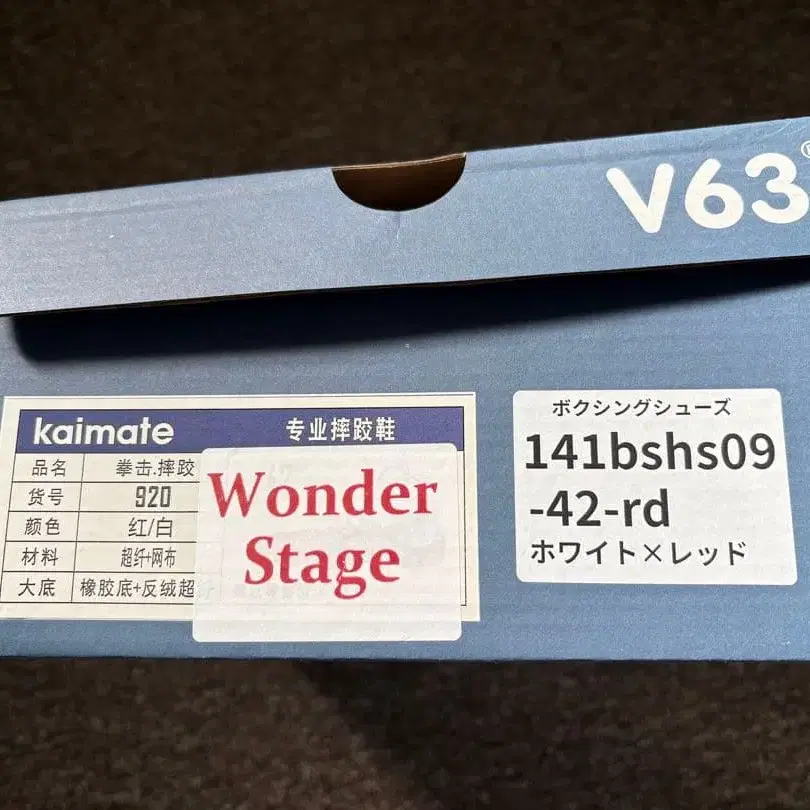 V63®
kaimate 专业摔跤鞋
品名 拳击.摔跤
货号 920
颜色 红/白
材料 超纤+网布
大底 橡胶底+反绒超
Wonder
Stage
ボクシングシューズ
141bshs09
-42-rd
ホワイト×レッド